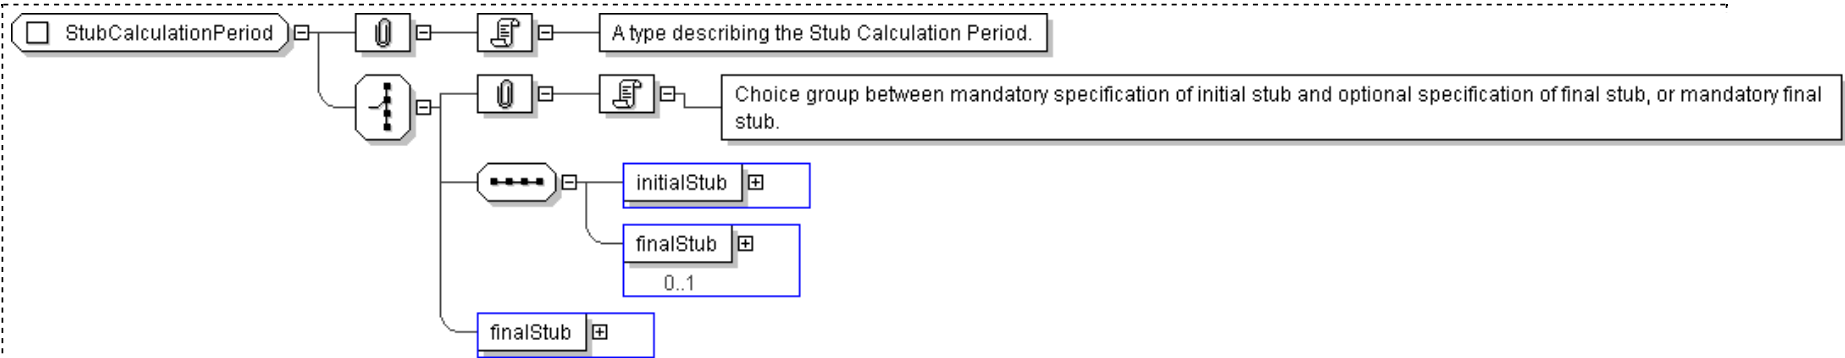 StubCalculationPeriod
A type describing the Stub Calculation Period.
Choice group between mandatory specification of initial stub and optional specification of final stub, or mandatory final
stub.
initialStub
finalStub
0..1
finalStub